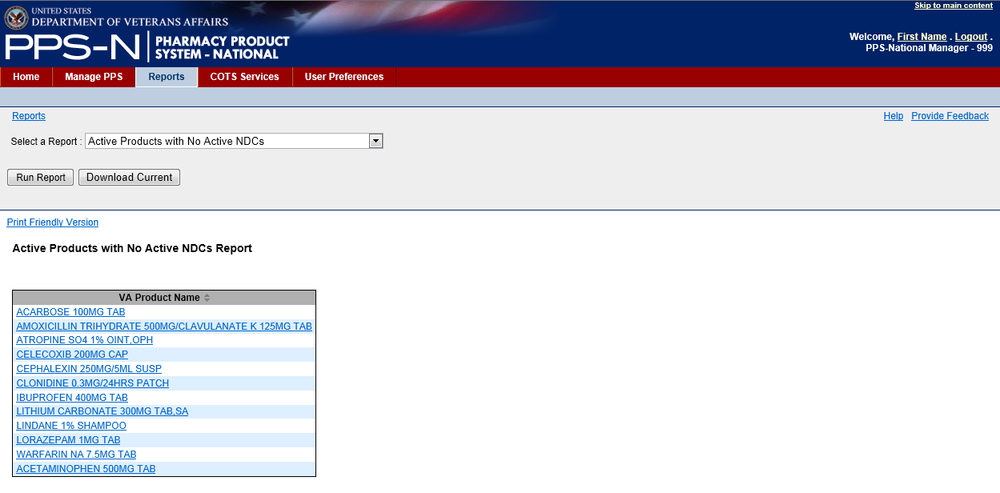 Skip to main content
UNITED STATES
DEPARTMENT OF VETERANS AFFAIRS
PPS-N PHARMACY PRODUCT
SYSTEM - NATIONAL
Welcome, First Name . Logout .
PPS-National Manager - 999
Home Manage PPS Reports COTS Services User Preferences
Reports Help Provide Feedback
Select a Report : Active Products with No Active NDCs
Run Report Download Current
Print Friendly Version
Active Products with No Active NDCs Report
VA Product Name
ACARBOSE 100MG TAB
AMOXICILLIN TRIHYDRATE 500MG/CLAVULANATE K 125MG TAB
ATROPINE SO4 1% OINT,OPH
CELECOXIB 200MG CAP
CEPHALEXIN 250MG/5ML SUSP
CLONIDINE 0.3MG/24HRS PATCH
IBUPROFEN 400MG TAB
LITHIUM CARBONATE 300MG TAB,SA
LINDANE 1% SHAMPOO
LORAZEPAM 1MG TAB
WARFARIN NA 7.5MG TAB
ACETAMINOPHEN 500MG TAB